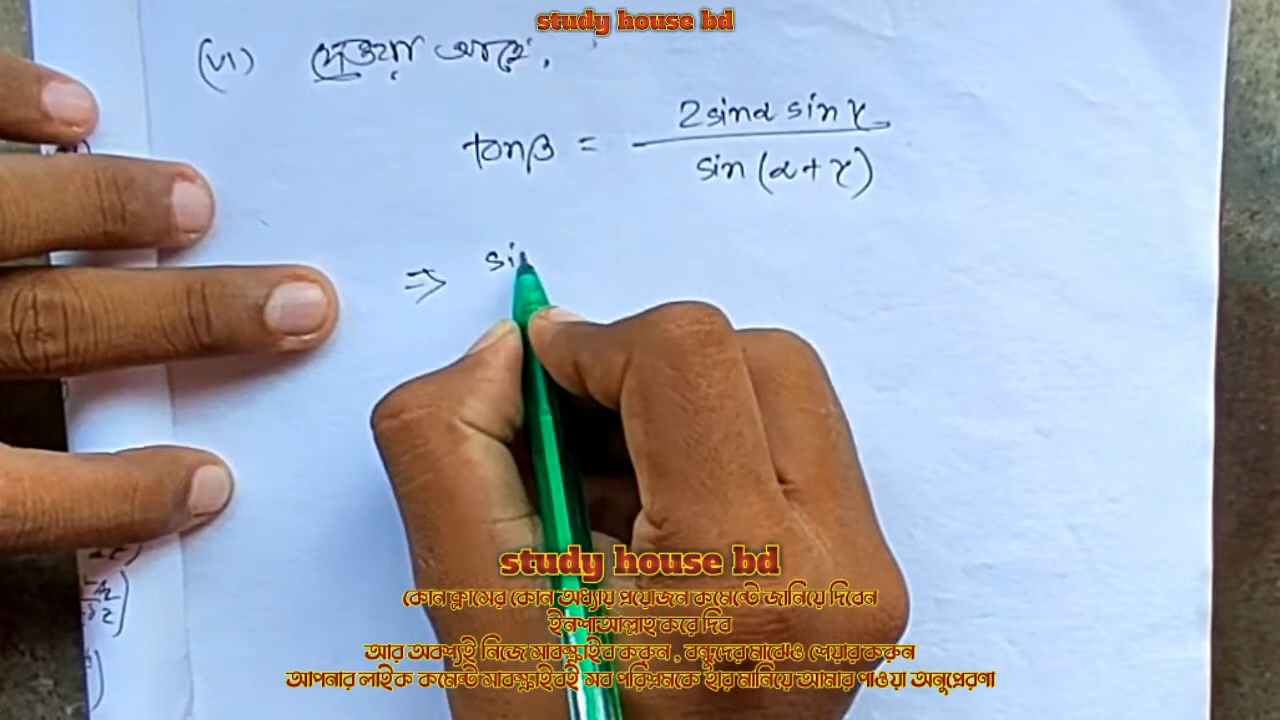 study house bd
(vi) দেওয়া আছে,
tanβ = 2sinα sinγ / sin(α+γ)
⇒ si
study house bd
কোন ক্লাসের কোন অধ্যায় প্রয়োজন কমেন্টে জানিয়ে দিবেন
ইনশাআল্লাহ করে দিব
আর অবশ্যই নিজে সাবস্ক্রাইব করুন , বন্ধুদের মাঝেও শেয়ার করুন
আপনার লাইক কমেন্ট সাবস্ক্রাইবই সব পরিশ্রমকে হার মানিয়ে আমার পাওয়া অনুপ্রেরণা